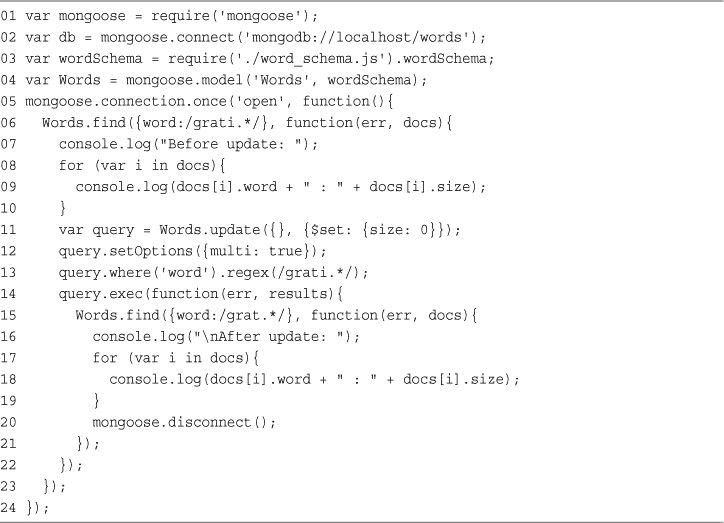 01 var mongoose = require('mongoose');
02 var db = mongoose.connect('mongodb://localhost/words');
03 var wordSchema = require('./word_schema.js').wordSchema;
04 var Words = mongoose.model('Words', wordSchema);
05 mongoose.connection.once('open', function(){
06   Words.find({word:/grati.*/}, function(err, docs){
07     console.log("Before update: ");
08     for (var i in docs){
09       console.log(docs[i].word + " : " + docs[i].size);
10     }
11     var query = Words.update({}, {$set: {size: 0}});
12     query.setOptions({multi: true});
13     query.where('word').regex(/grati.*/);
14     query.exec(function(err, results){
15       Words.find({word:/grat.*/}, function(err, docs){
16         console.log("\nAfter update: ");
17         for (var i in docs){
18           console.log(docs[i].word + " : " + docs[i].size);
19         }
20         mongoose.disconnect();
21       });
22     });
23   });
24 });